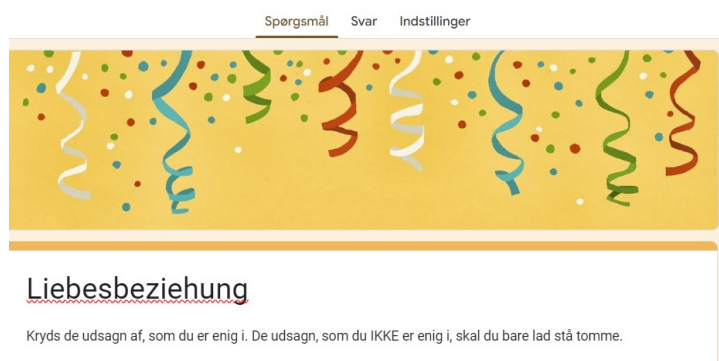 Spørgsmål Svar Indstillinger
Liebesbeziehung
Kryds de udsagn af, som du er enig i. De udsagn, som du IKKE er enig i, skal du bare lad stå tomme.